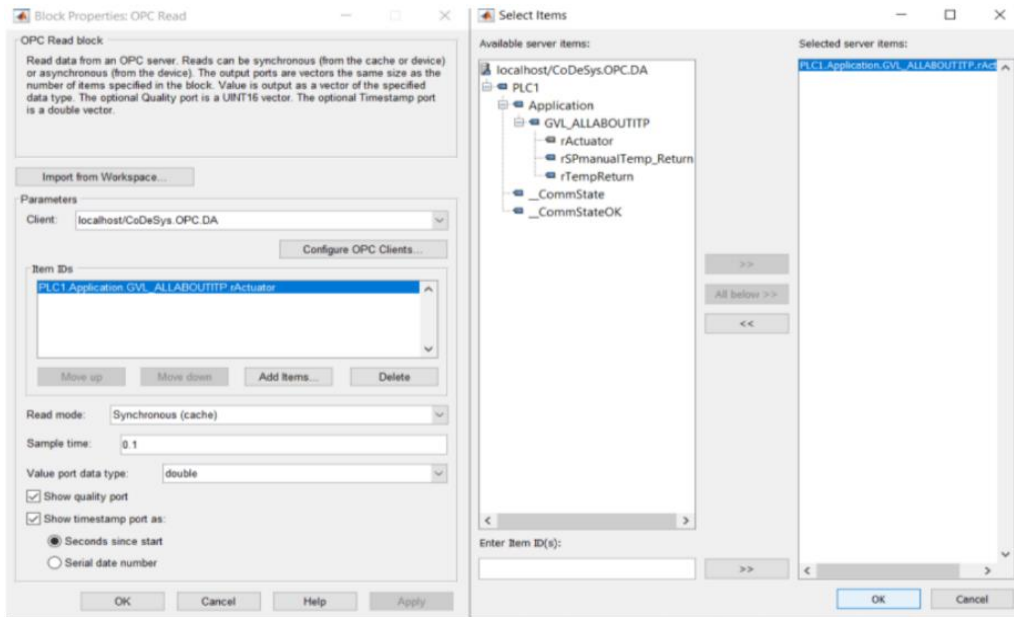 Block Properties: OPC Read
OPC Read block
Read data from an OPC server. Reads can be synchronous (from the cache or device)
or asynchronous (from the device). The output ports are vectors the same size as the
number of items specified in the block. Value is output as a vector of the specified
data type. The optional Quality port is a UINT16 vector. The optional Timestamp port
is a double vector.
Import from Workspace...
Parameters
Client: localhost/CoDeSys.OPC.DA
Configure OPC Clients...
Item IDs
PLC1.Application.GVL_ALLABOUTITP.rActuator
Move up Move down Add Items... Delete
Read mode: Synchronous (cache)
Sample time: 0.1
Value port data type: double
Show quality port
Show timestamp port as:
Seconds since start
Serial date number
OK Cancel Help Apply
Select Items
Available server items:
localhost/CoDeSys.OPC.DA
PLC1
Application
GVL_ALLABOUTITP
rActuator
rSPmanualTemp_Return
rTempReturn
__CommState
__CommStateOK
>>
All below >>
<<
Selected server items:
PLC1.Application.GVL_ALLABOUTITP.rAct
Enter Item ID(s):
>>
OK Cancel